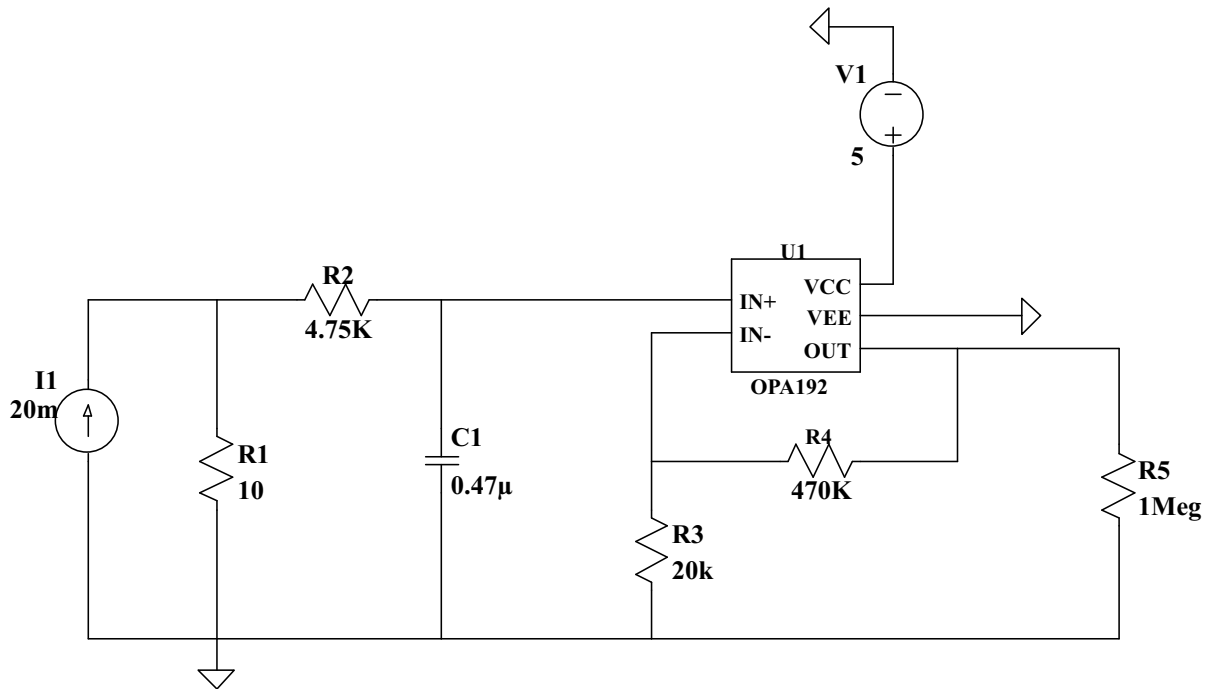 V1
5
U1
R2
4.75K
IN+
IN-
VCC
VEE
OUT
OPA192
I1
20m
R1
10
C1
0.47µ
R4
470K
R5
1Meg
R3
20k